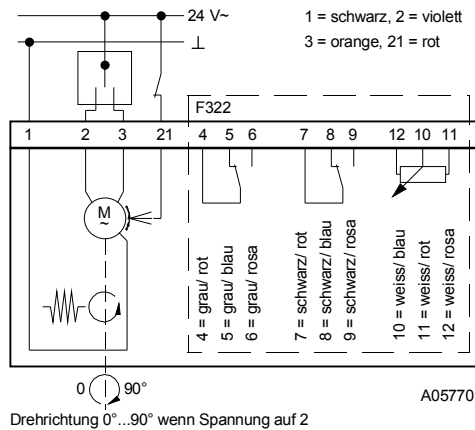 24 V~
1 = schwarz, 2 = violett
⊥
3 = orange, 21 = rot
F322
1 2 3 21 4 5 6 7 8 9 12 10 11
M
~
4 = grau/ rot
5 = grau/ blau
6 = grau/ rosa
7 = schwarz/ rot
8 = schwarz/ blau
9 = schwarz/ rosa
10 = weiss/ blau
11 = weiss/ rot
12 = weiss/ rosa
0 90°
A05770
Drehrichtung 0°...90° wenn Spannung auf 2